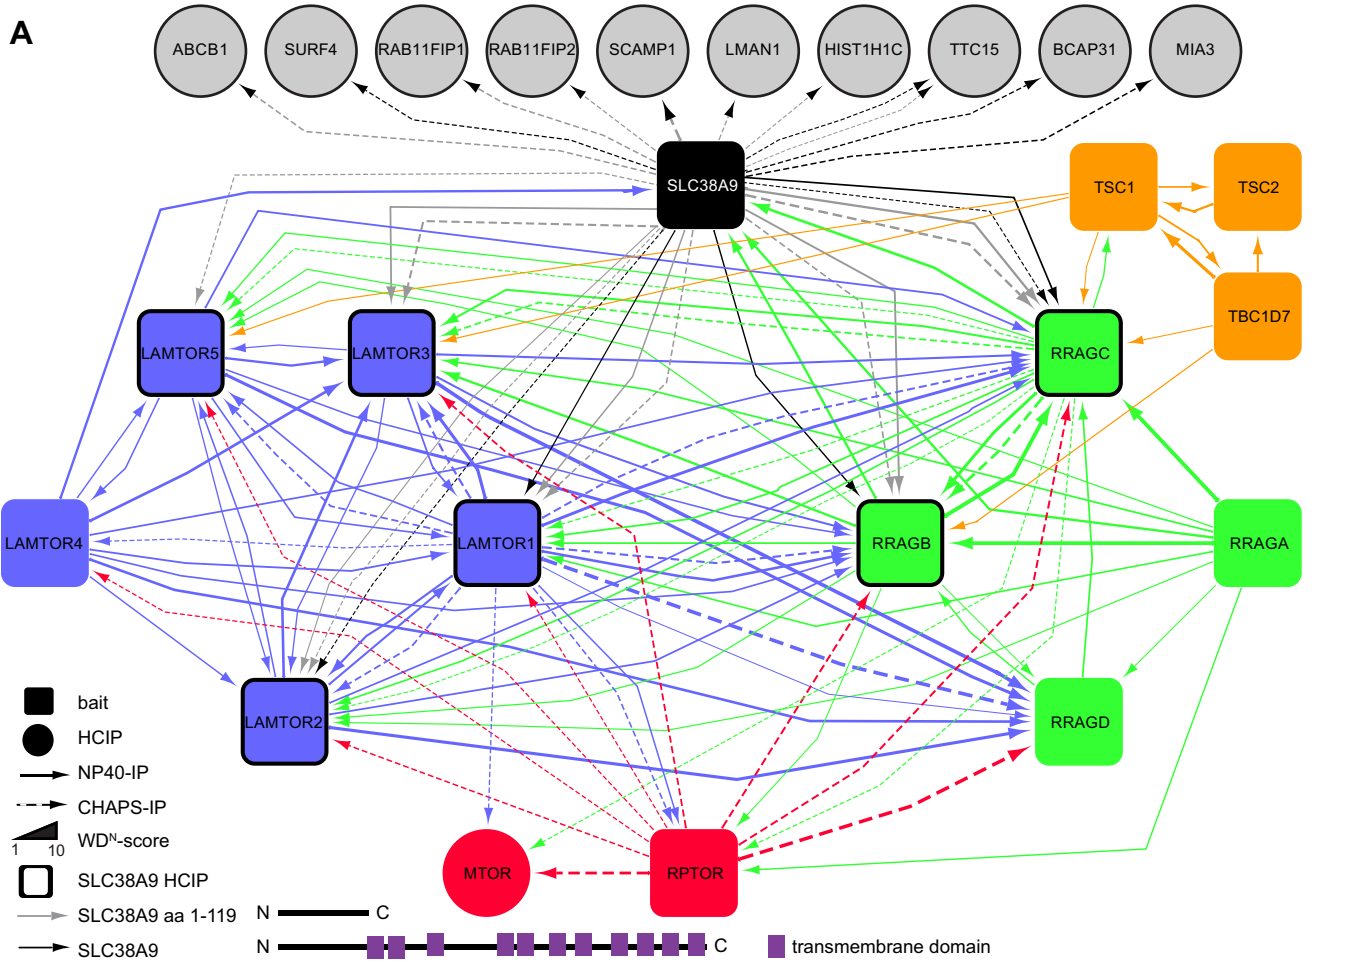 A
ABCB1 SURF4 RAB11FIP1 RAB11FIP2 SCAMP1 LMAN1 HIST1H1C TTC15 BCAP31 MIA3
SLC38A9 TSC1 TSC2
TBC1D7
LAMTOR5 LAMTOR3 RRAGC
LAMTOR4 LAMTOR1 RRAGB RRAGA
LAMTOR2 RRAGD
MTOR RPTOR
bait
HCIP
NP40-IP
CHAPS-IP
1 10 WDᴺ-score
SLC38A9 HCIP
SLC38A9 aa 1-119 N C
SLC38A9 N C transmembrane domain